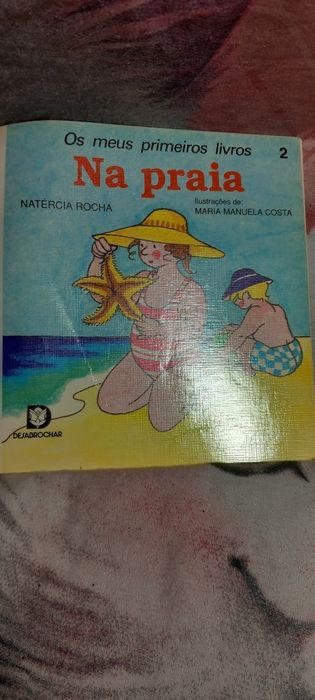 Os meus primeiros livros 2
Na praia
NATÉRCIA ROCHA
Ilustrações de:
MARIA MANUELA COSTA
D
DESABROCHAR